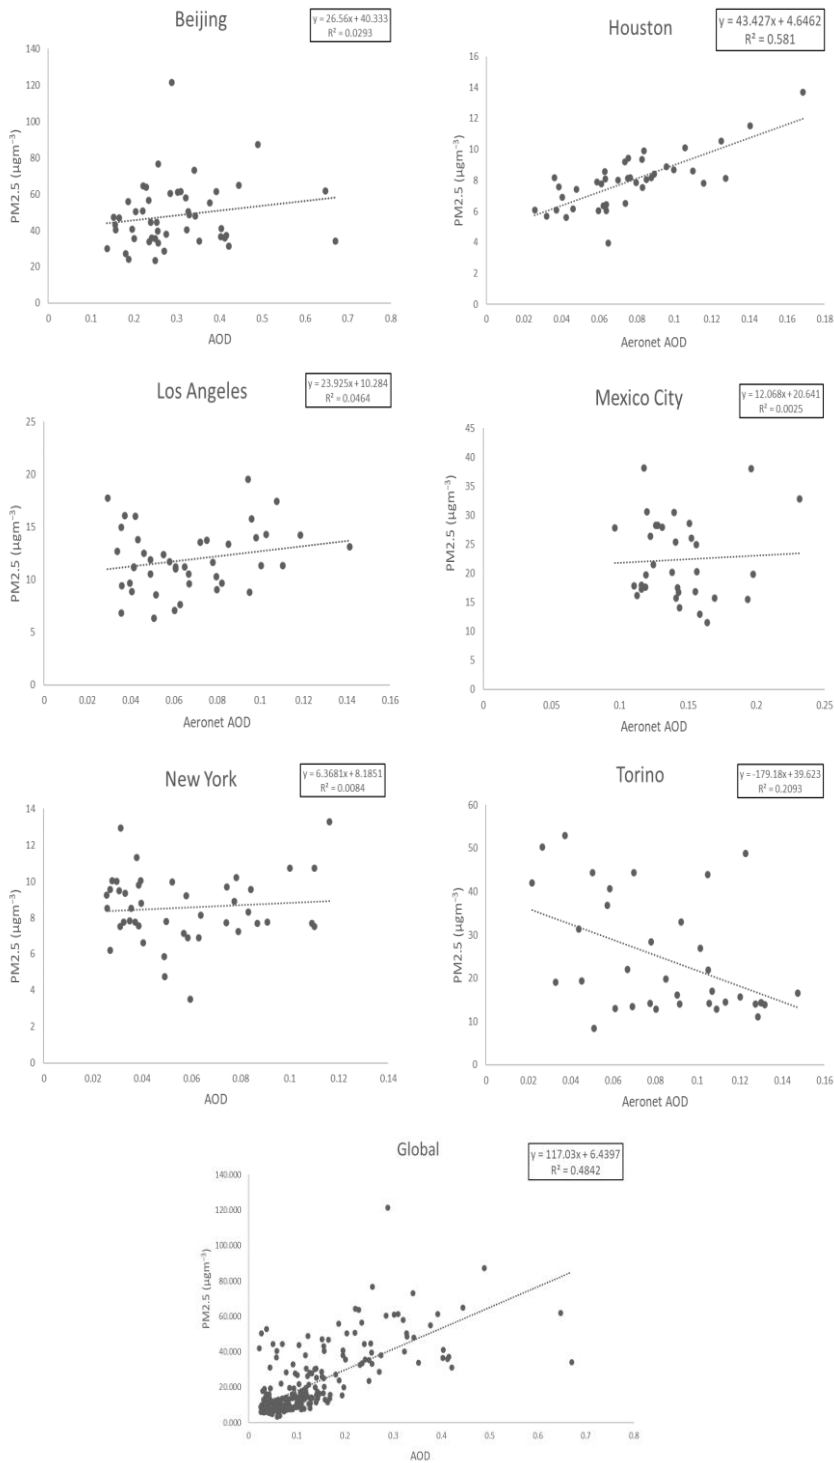 Beijing
y = 26.56x + 40.333
R² = 0.0293
PM2.5 (µgm⁻³)
140
120
100
80
60
40
20
0
0 0.1 0.2 0.3 0.4 0.5 0.6 0.7 0.8
AOD
Houston
y = 43.427x + 4.6462
R² = 0.581
PM2.5 (µgm⁻³)
16
14
12
10
8
6
4
2
0
0 0.02 0.04 0.06 0.08 0.1 0.12 0.14 0.16 0.18
Aeronet AOD
Los Angeles
y = 23.925x + 10.284
R² = 0.0464
PM2.5 (µgm⁻³)
25
20
15
10
5
0
0 0.02 0.04 0.06 0.08 0.1 0.12 0.14 0.16
Aeronet AOD
Mexico City
y = 12.068x + 20.641
R² = 0.0025
PM2.5 (µgm⁻³)
45
40
35
30
25
20
15
10
5
0
0 0.05 0.1 0.15 0.2 0.25
Aeronet AOD
New York
y = 6.3681x + 8.1851
R² = 0.0084
PM2.5 (µgm⁻³)
14
12
10
8
6
4
2
0
0 0.02 0.04 0.06 0.08 0.1 0.12 0.14
AOD
Torino
y = -179.18x + 39.623
R² = 0.2093
PM2.5 (µgm⁻³)
60
50
40
30
20
10
0
0 0.02 0.04 0.06 0.08 0.1 0.12 0.14 0.16
Aeronet AOD
Global
y = 117.03x + 6.4397
R² = 0.4842
PM2.5 (µgm⁻³)
140.000
120.000
100.000
80.000
60.000
40.000
20.000
0.000
0 0.1 0.2 0.3 0.4 0.5 0.6 0.7 0.8
AOD